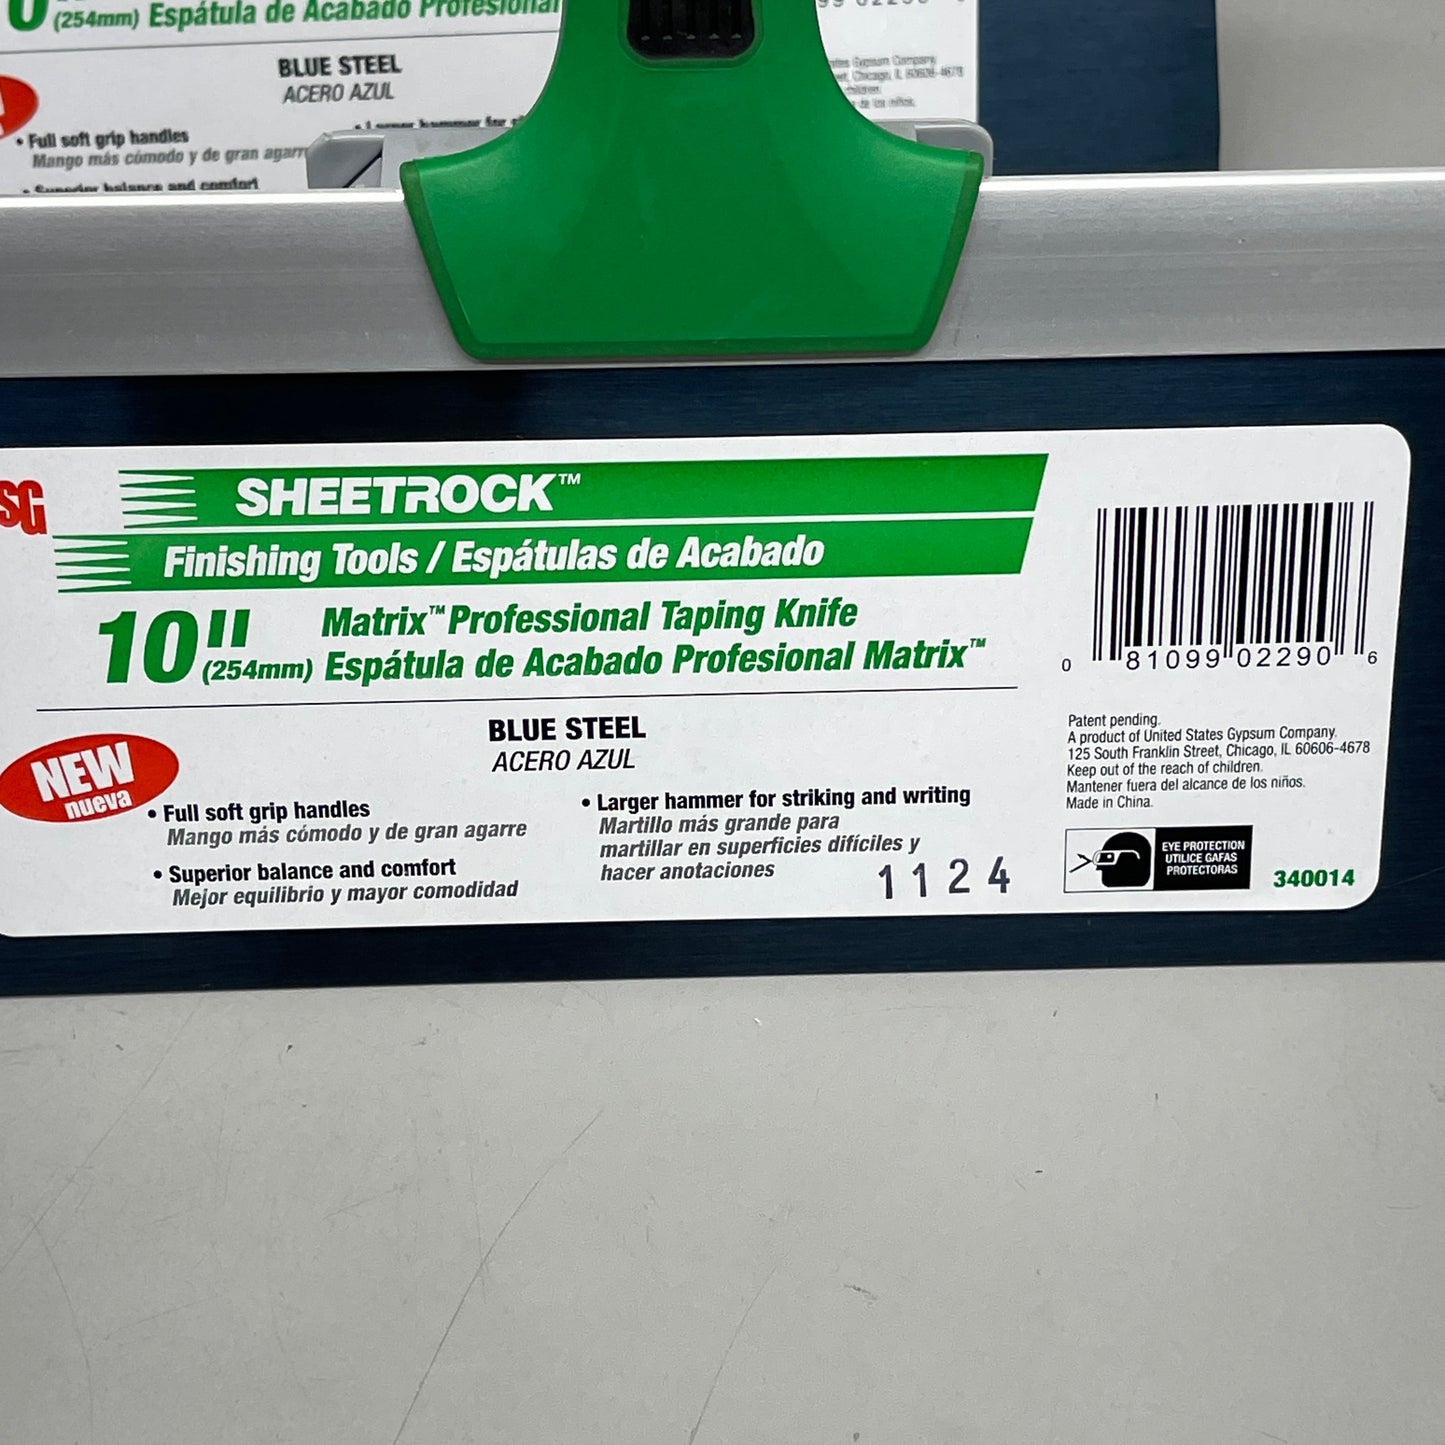 (254mm) Espátula de Acabado Profesional
BLUE STEEL
ACERO AZUL
• Full soft grip handles
Mango más cómodo y de gran agarre
• Superior balance and comfort
SG
SHEETROCK™
Finishing Tools / Espátulas de Acabado
10"
(254mm)
Matrix™ Professional Taping Knife
Espátula de Acabado Profesional Matrix™
BLUE STEEL
ACERO AZUL
NEW
nueva
• Full soft grip handles
Mango más cómodo y de gran agarre
• Superior balance and comfort
Mejor equilibrio y mayor comodidad
• Larger hammer for striking and writing
Martillo más grande para
martillar en superficies difíciles y
hacer anotaciones
1124
0 81099 02290 6
Patent pending.
A product of United States Gypsum Company.
125 South Franklin Street, Chicago, IL 60606-4678
Keep out of the reach of children.
Mantener fuera del alcance de los niños.
Made in China.
EYE PROTECTION
UTILICE GAFAS
PROTECTORAS
340014